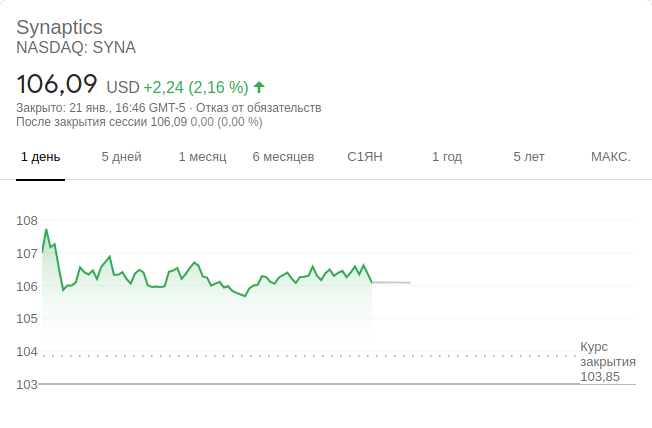 Synaptics
NASDAQ: SYNA
106,09 USD +2,24 (2,16 %)
Закрыто: 21 янв., 16:46 GMT-5 · Отказ от обязательств
После закрытия сессии 106,09 0,00 (0,00 %)
1 день 5 дней 1 месяц 6 месяцев С1ЯН 1 год 5 лет МАКС.
108
107
106
105
104
103
Курс
закрытия
103,85